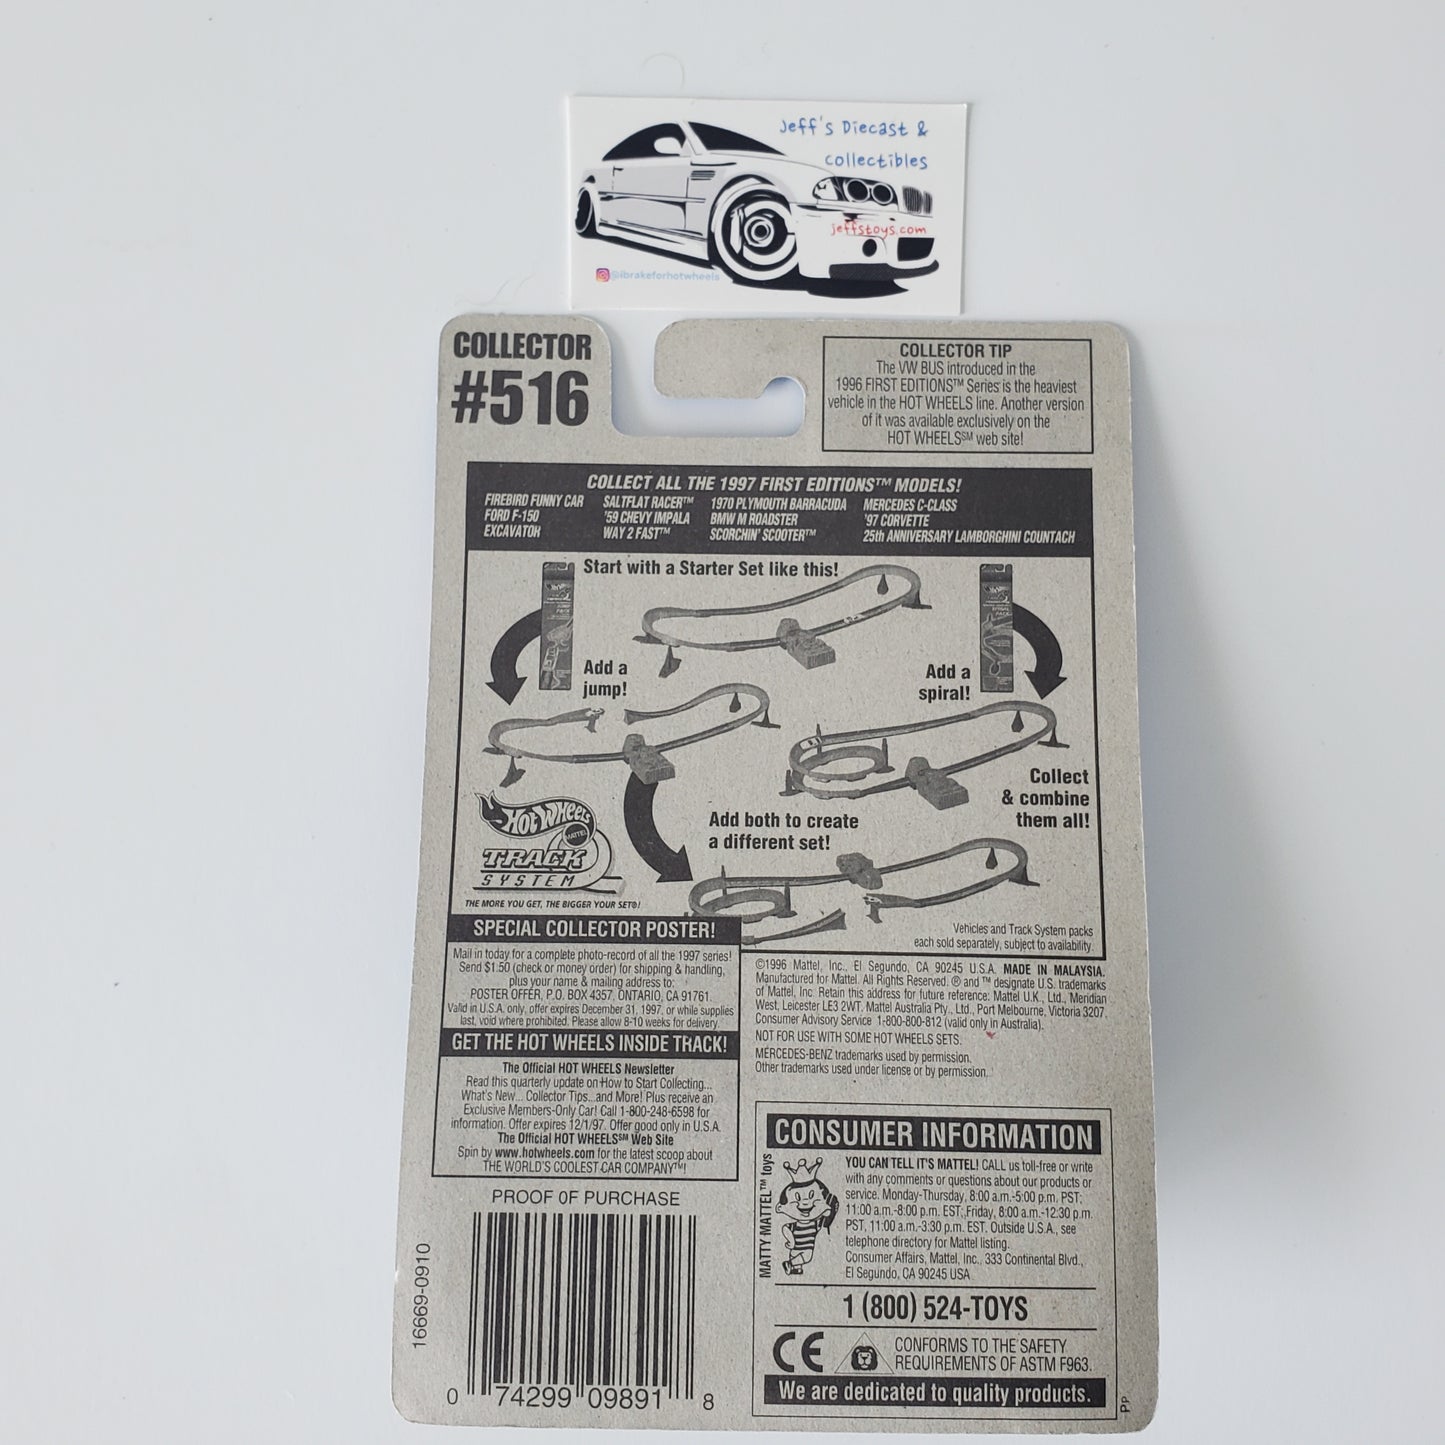 Jeff's Diecast &
collectibles
jeffstoys.com
@ibrakeforhotwheels
COLLECTOR
#516
COLLECTOR TIP
The VW BUS introduced in the
1996 FIRST EDITIONS™ Series is the heaviest
vehicle in the HOT WHEELS line. Another version
of it was available exclusively on the
HOT WHEELS℠ web site!
COLLECT ALL THE 1997 FIRST EDITIONS™ MODELS!
FIREBIRD FUNNY CAR SALTFLAT RACER™ 1970 PLYMOUTH BARRACUDA MERCEDES C-CLASS
FORD F-150 '59 CHEVY IMPALA BMW M ROADSTER '97 CORVETTE
EXCAVATOR WAY 2 FAST™ SCORCHIN' SCOOTER™ 25th ANNIVERSARY LAMBORGHINI COUNTACH
Start with a Starter Set like this!
Add a
jump!
Add a
spiral!
Collect
& combine
them all!
Add both to create
a different set!
Hot Wheels
MATTEL
TRACK
SYSTEM
THE MORE YOU GET, THE BIGGER YOUR SET®!
Vehicles and Track System packs
each sold separately, subject to availability.
SPECIAL COLLECTOR POSTER!
Mail in today for a complete photo-record of all the 1997 series!
Send $1.50 (check or money order) for shipping & handling,
plus your name & mailing address to:
POSTER OFFER, P.O. BOX 4357, ONTARIO, CA 91761.
Valid in U.S.A. only, offer expires December 31, 1997, or while supplies
last, void where prohibited. Please allow 8-10 weeks for delivery.
GET THE HOT WHEELS INSIDE TRACK!
The Official HOT WHEELS Newsletter
Read this quarterly update on How to Start Collecting...
What's New... Collector Tips...and More! Plus receive an
Exclusive Members-Only Car! Call 1-800-248-6598 for
information. Offer expires 12/1/97. Offer good only in U.S.A.
The Official HOT WHEELS℠ Web Site
Spin by www.hotwheels.com for the latest scoop about
THE WORLD'S COOLEST CAR COMPANY™!
©1996 Mattel, Inc., El Segundo, CA 90245 U.S.A. MADE IN MALAYSIA.
Manufactured for Mattel. All Rights Reserved. ® and ™ designate U.S. trademarks
of Mattel, Inc. Retain this address for future reference: Mattel U.K., Ltd., Meridian
West, Leicester LE3 2WT. Mattel Australia Pty., Ltd., Port Melbourne, Victoria 3207.
Consumer Advisory Service 1-800-800-812 (valid only in Australia).
NOT FOR USE WITH SOME HOT WHEELS SETS.
MERCEDES-BENZ trademarks used by permission.
Other trademarks used under license or by permission.
PROOF OF PURCHASE
16669-0910
0 74299 09891 8
CONSUMER INFORMATION
MATTY MATTEL™ toys
YOU CAN TELL IT'S MATTEL! CALL us toll-free or write
with any comments or questions about our products or
service. Monday-Thursday, 8:00 a.m.-5:00 p.m. PST;
11:00 a.m.-8:00 p.m. EST; Friday, 8:00 a.m.-12:30 p.m.
PST, 11:00 a.m.-3:30 p.m. EST. Outside U.S.A., see
telephone directory for Mattel listing.
Consumer Affairs, Mattel, Inc., 333 Continental Blvd.,
El Segundo, CA 90245 USA
1 (800) 524-TOYS
CE
CONFORMS TO THE SAFETY
REQUIREMENTS OF ASTM F963.
We are dedicated to quality products.
Pp